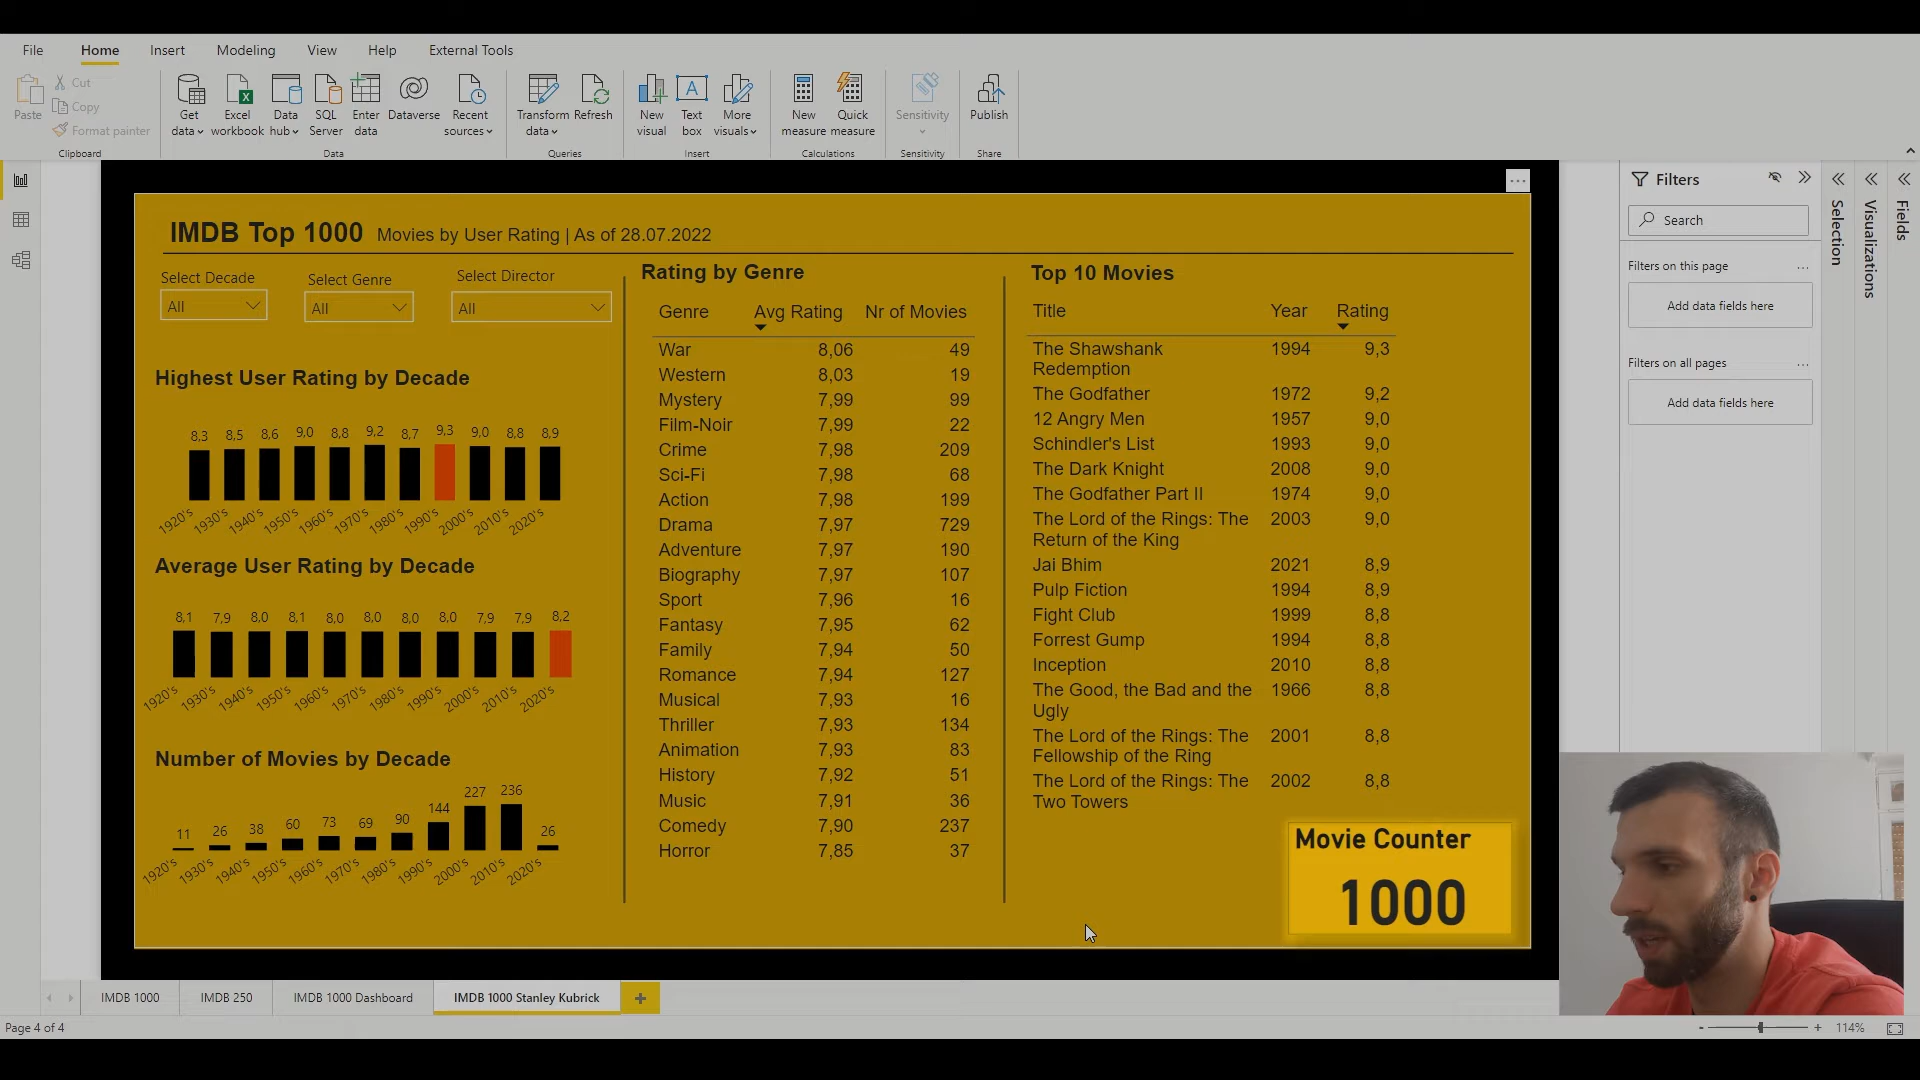 File Home Insert Modeling View Help External Tools
Paste
Cut
Copy
Format painter
Clipboard
Get data
Excel workbook
Data hub
SQL Server
Enter data
Dataverse
Recent sources
Data
Transform data
Refresh
Queries
New visual
Text box
More visuals
Insert
New measure
Quick measure
Calculations
Sensitivity
Sensitivity
Publish
Share
IMDB Top 1000 Movies by User Rating | As of 28.07.2022
Select Decade
All
Select Genre
All
Select Director
All
Highest User Rating by Decade
8,3 8,5 8,6 9,0 8,8 9,2 8,7 9,3 9,0 8,8 8,9
1920's 1930's 1940's 1950's 1960's 1970's 1980's 1990's 2000's 2010's 2020's
Average User Rating by Decade
8,1 7,9 8,0 8,1 8,0 8,0 8,0 8,0 7,9 7,9 8,2
1920's 1930's 1940's 1950's 1960's 1970's 1980's 1990's 2000's 2010's 2020's
Number of Movies by Decade
11 26 38 60 73 69 90 144 227 236 26
1920's 1930's 1940's 1950's 1960's 1970's 1980's 1990's 2000's 2010's 2020's
Rating by Genre
Genre Avg Rating Nr of Movies
War 8,06 49
Western 8,03 19
Mystery 7,99 99
Film-Noir 7,99 22
Crime 7,98 209
Sci-Fi 7,98 68
Action 7,98 199
Drama 7,97 729
Adventure 7,97 190
Biography 7,97 107
Sport 7,96 16
Fantasy 7,95 62
Family 7,94 50
Romance 7,94 127
Musical 7,93 16
Thriller 7,93 134
Animation 7,93 83
History 7,92 51
Music 7,91 36
Comedy 7,90 237
Horror 7,85 37
Top 10 Movies
Title Year Rating
The Shawshank 1994 9,3
Redemption
The Godfather 1972 9,2
12 Angry Men 1957 9,0
Schindler's List 1993 9,0
The Dark Knight 2008 9,0
The Godfather Part II 1974 9,0
The Lord of the Rings: The 2003 9,0
Return of the King
Jai Bhim 2021 8,9
Pulp Fiction 1994 8,9
Fight Club 1999 8,8
Forrest Gump 1994 8,8
Inception 2010 8,8
The Good, the Bad and the 1966 8,8
Ugly
The Lord of the Rings: The 2001 8,8
Fellowship of the Ring
The Lord of the Rings: The 2002 8,8
Two Towers
Movie Counter
1000
Filters
Search
Filters on this page
Add data fields here
Filters on all pages
Add data fields here
Selection
Visualizations
Fields
IMDB 1000 IMDB 250 IMDB 1000 Dashboard IMDB 1000 Stanley Kubrick
Page 4 of 4
- + 114%